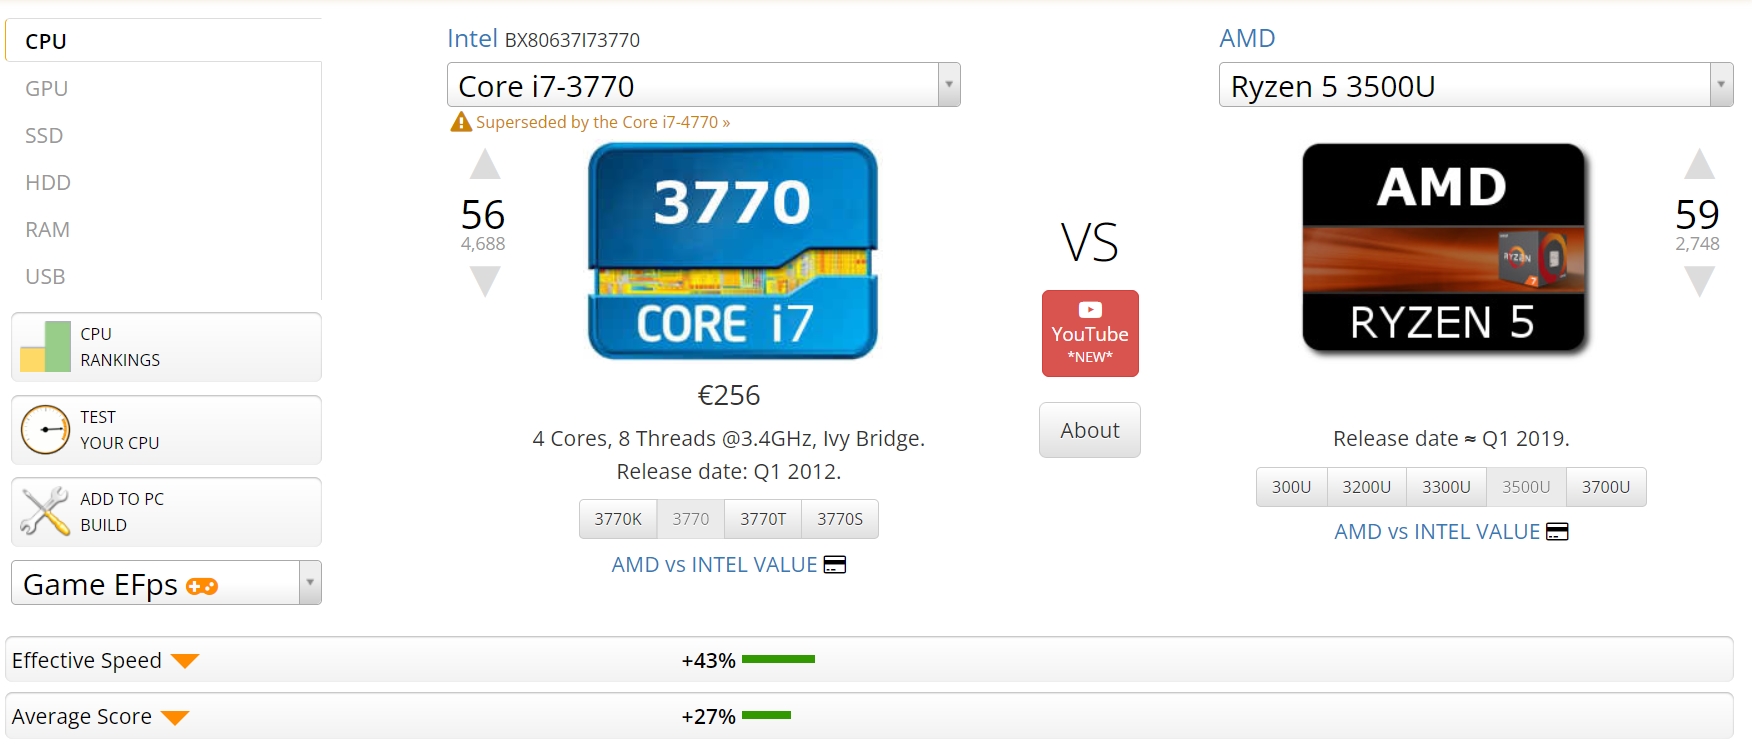 CPU
GPU
SSD
HDD
RAM
USB
CPU
RANKINGS
TEST
YOUR CPU
ADD TO PC
BUILD
Game EFps
Intel BX80637I73770
Core i7-3770
Superseded by the Core i7-4770 »
56
4,688
3770
CORE i7
€256
4 Cores, 8 Threads @3.4GHz, Ivy Bridge.
Release date: Q1 2012.
3770K 3770 3770T 3770S
AMD vs INTEL VALUE
VS
YouTube
*NEW*
About
AMD
Ryzen 5 3500U
AMD
RYZEN
7
RYZEN 5
59
2,748
Release date ≈ Q1 2019.
300U 3200U 3300U 3500U 3700U
AMD vs INTEL VALUE
Effective Speed +43%
Average Score +27%